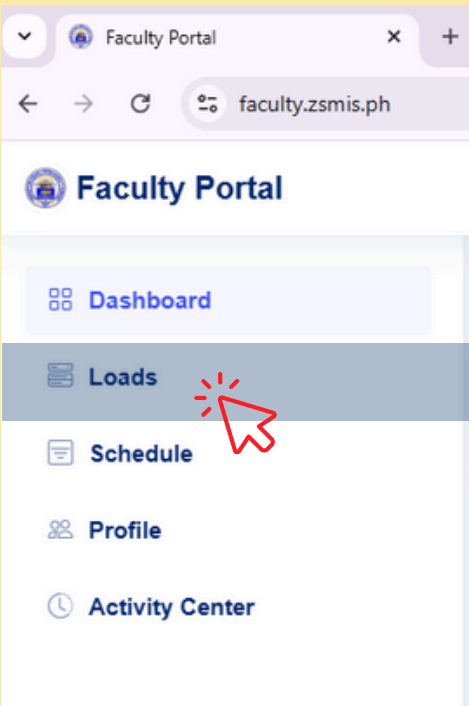 Faculty Portal
faculty.zsmis.ph
Faculty Portal
Dashboard
Loads
Schedule
Profile
Activity Center